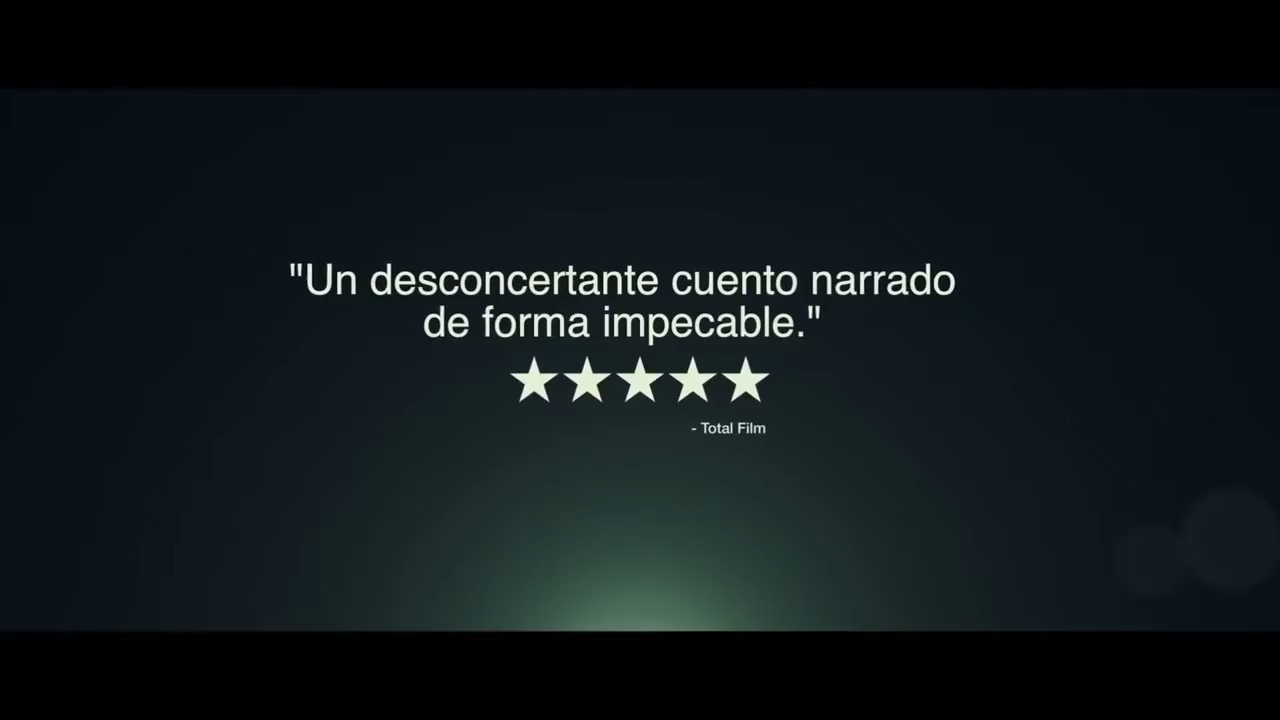 "Un desconcertante cuento narrado
de forma impecable."
★★★★★
- Total Film